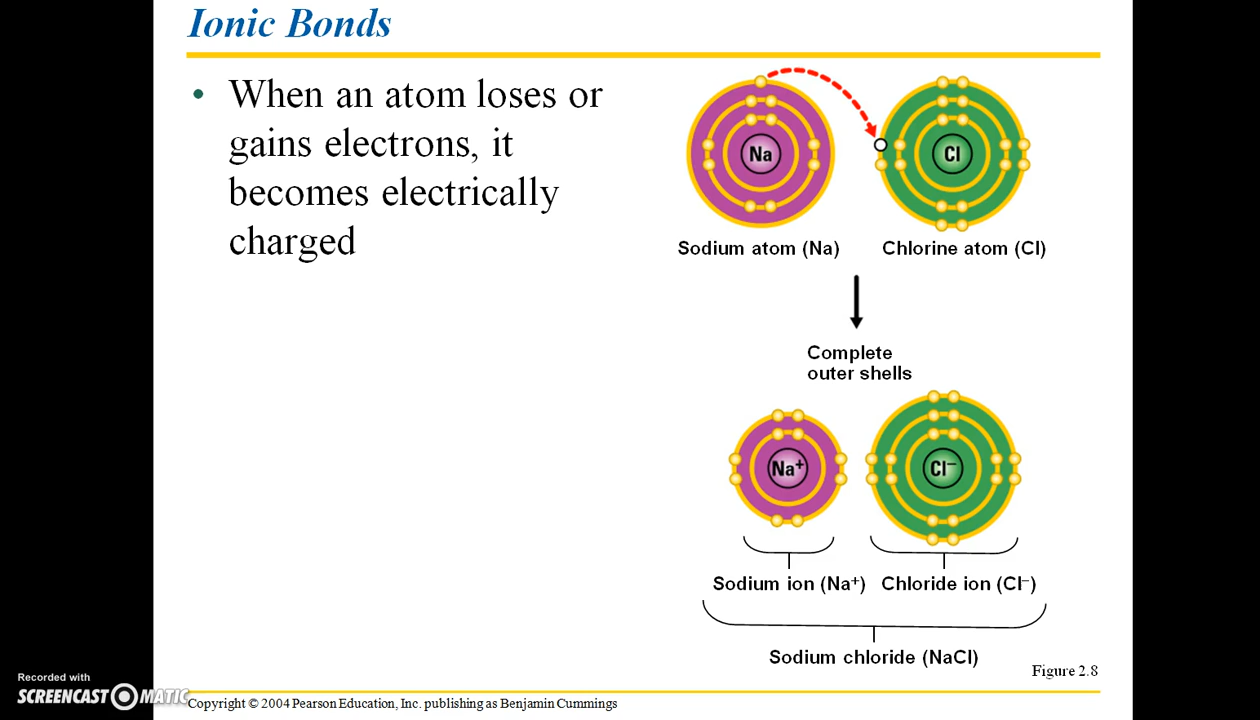 Ionic Bonds
• When an atom loses or
gains electrons, it
becomes electrically
charged
Na
Cl
Sodium atom (Na)
Chlorine atom (Cl)
Complete
outer shells
Na⁺
Cl⁻
Sodium ion (Na⁺)
Chloride ion (Cl⁻)
Sodium chloride (NaCl)
Figure 2.8
Recorded with
SCREENCAST MATIC
Copyright © 2004 Pearson Education, Inc. publishing as Benjamin Cummings